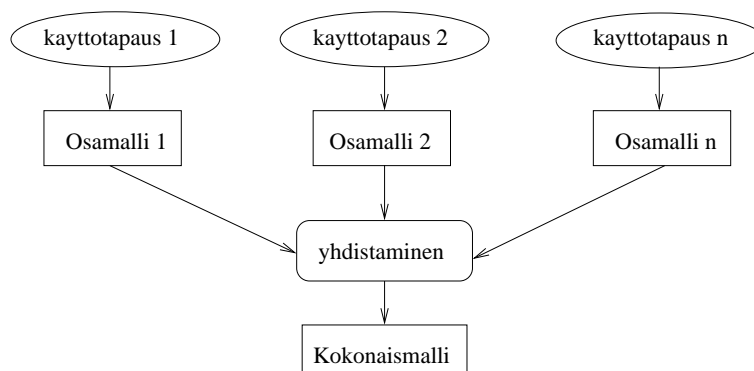 kayttotapaus 1
kayttotapaus 2
kayttotapaus n
Osamalli 1
Osamalli 2
Osamalli n
yhdistaminen
Kokonaismalli